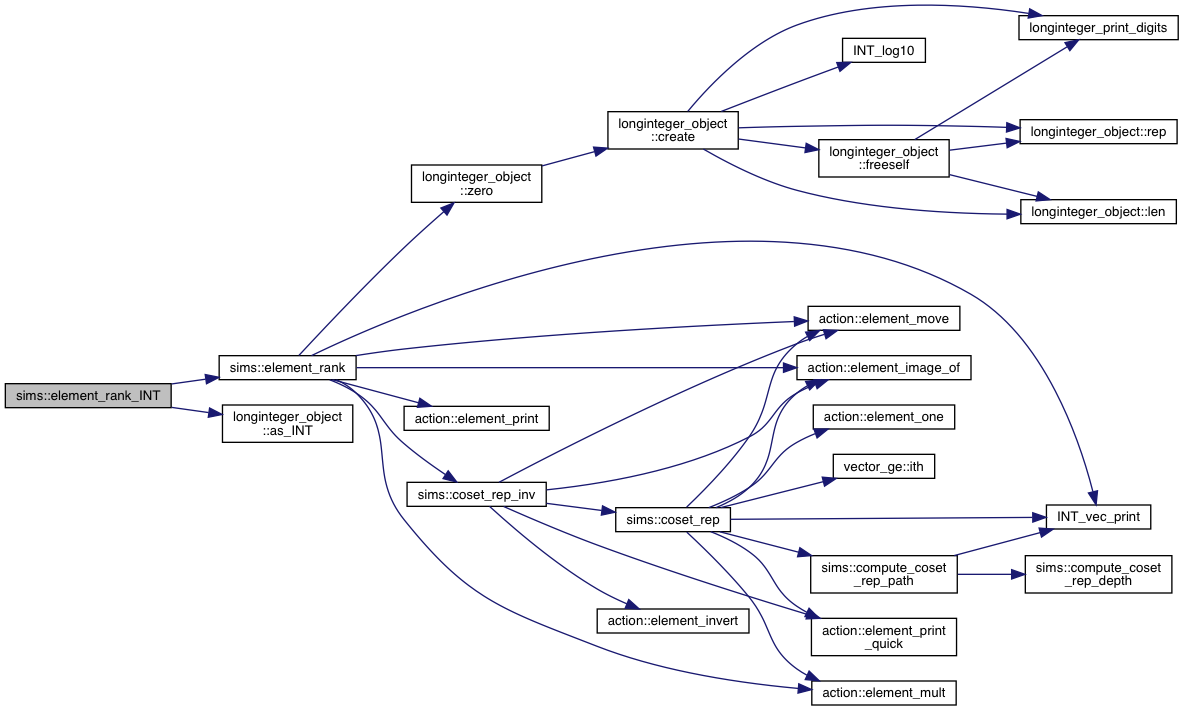 longinteger_print_digits
INT_log10
longinteger_object
::create
longinteger_object::rep
longinteger_object
::freeself
longinteger_object
::zero
longinteger_object::len
action::element_move
sims::element_rank
action::element_image_of
sims::element_rank_INT
longinteger_object
::as_INT
action::element_print
action::element_one
vector_ge::ith
sims::coset_rep_inv
sims::coset_rep
INT_vec_print
sims::compute_coset
_rep_path
sims::compute_coset
_rep_depth
action::element_invert
action::element_print
_quick
action::element_mult